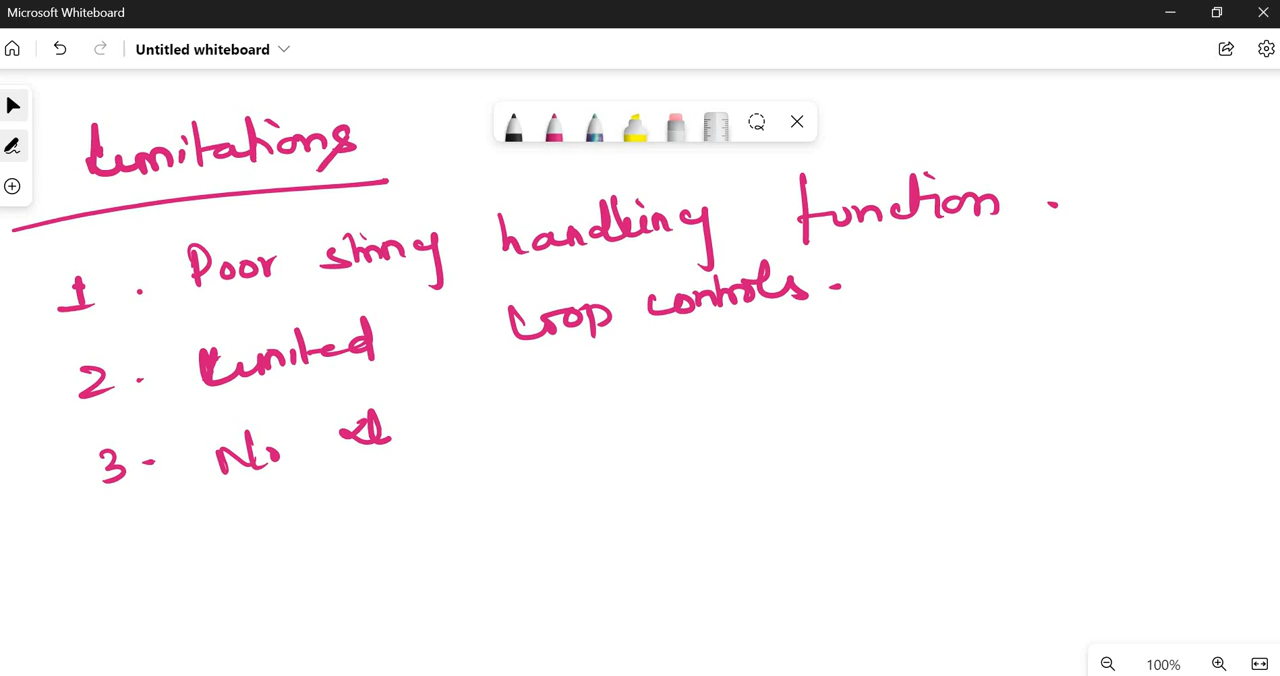 Microsoft Whiteboard
Untitled whiteboard
Limitations
1. Poor string handling function.
2. Limited loop controls.
3. No
100%